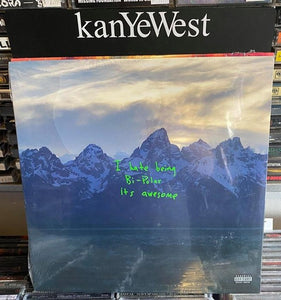 kanYeWest
I hate being
Bi-Polar
its awesome